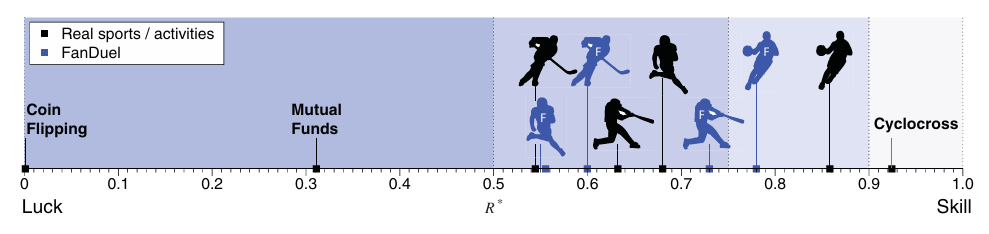 Real sports / activities
FanDuel
F
F
F
F
Coin
Flipping
Mutual
Funds
Cyclocross
0 0.1 0.2 0.3 0.4 0.5 0.6 0.7 0.8 0.9 1.0
Luck R* Skill